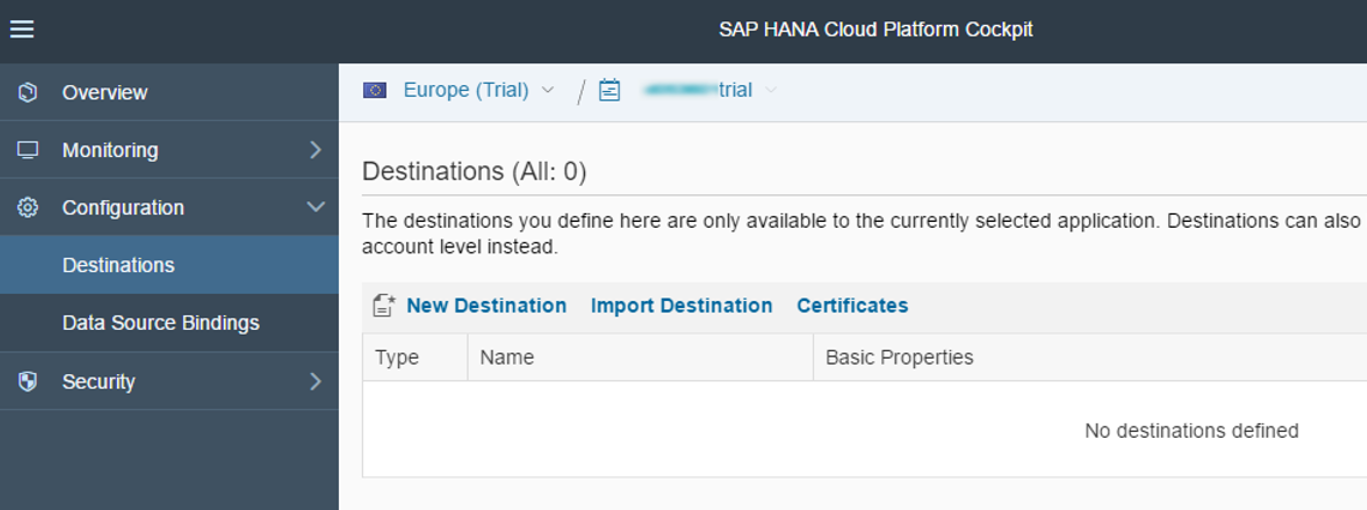 SAP HANA Cloud Platform Cockpit
Overview
Monitoring
Configuration
Destinations
Data Source Bindings
Security
Europe (Trial) / trial
Destinations (All: 0)
The destinations you define here are only available to the currently selected application. Destinations can also
account level instead.
New Destination Import Destination Certificates
Type Name Basic Properties
No destinations defined